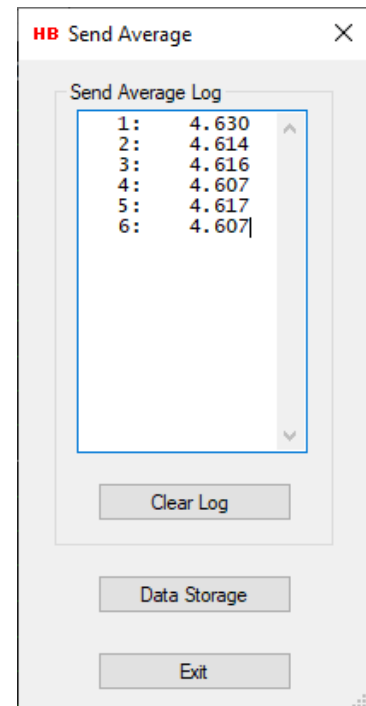 HB Send Average
Send Average Log
1: 4.630
2: 4.614
3: 4.616
4: 4.607
5: 4.617
6: 4.607
Clear Log
Data Storage
Exit